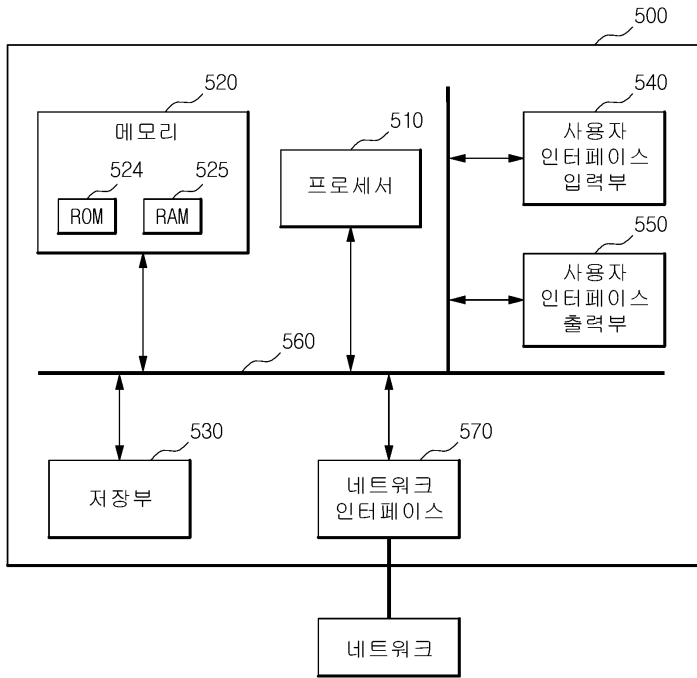 500
520
메모리
524
ROM
525
RAM
510
프로세서
540
사용자
인터페이스
입력부
550
사용자
인터페이스
출력부
560
530
저장부
570
네트워크
인터페이스
네트워크